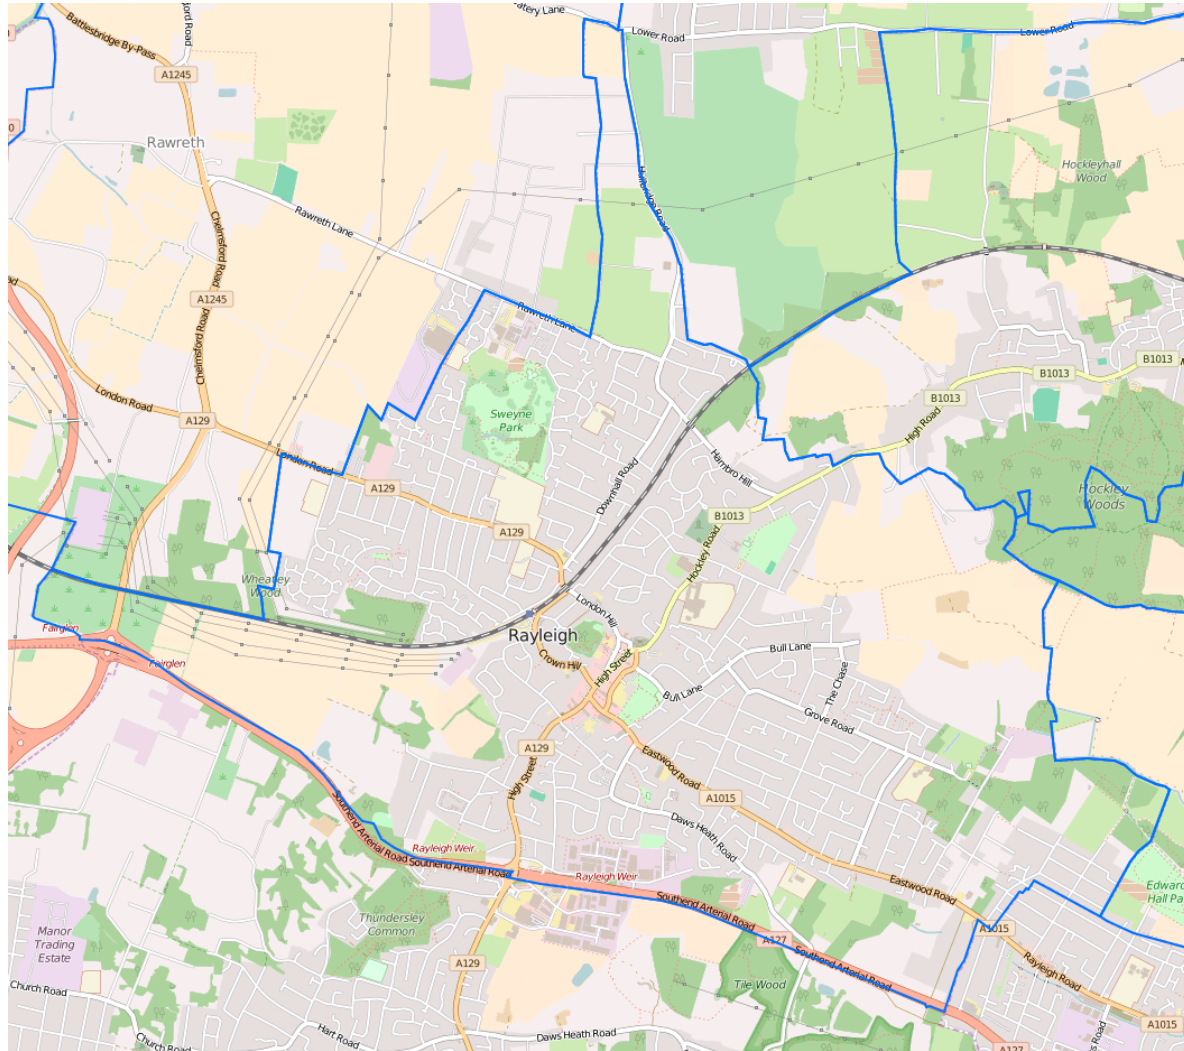 Battlesbridge By-Pass
ford Road
atery Lane
Lower Road
Lower Road
A1245
Rawreth
Hockleyhall
Wood
Hullbridge Road
Rawreth Lane
Chelmsford Road
A1245
Rawreth Lane
Chelmsford Road
London Road
A129
London Road
B1013
B1013
B1013
High Road
Sweyne
Park
Hambro Hill
Downhall Road
A129
A129
B1013
Hockley
Woods
Hockley Road
Wheatley
Wood
London Hill
Rayleigh
Crown Hill
High Street
Fairglen
Fairglen
Bull Lane
Bull Lane
The Chase
Grove Road
A129
High Street
Eastwood Road
A1015
Daws Heath Road
Southend Arterial Road
Rayleigh Weir
Southend Arterial Road
Rayleigh Weir
Eastwood Road
Southend Arterial Road
Edward
Hall Pa
Thundersley
Common
Manor
Trading
Estate
A127
A1015
Southend Arterial Road
Rayleigh Road
A129
Tile Wood
Church Road
Church Road
Hart Road
Daws Heath Road
A1015
A127